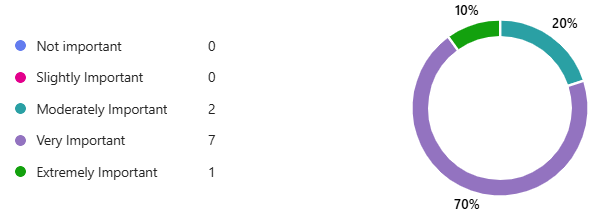 Not important 0
Slightly Important 0
Moderately Important 2
Very Important 7
Extremely Important 1
10%
20%
70%